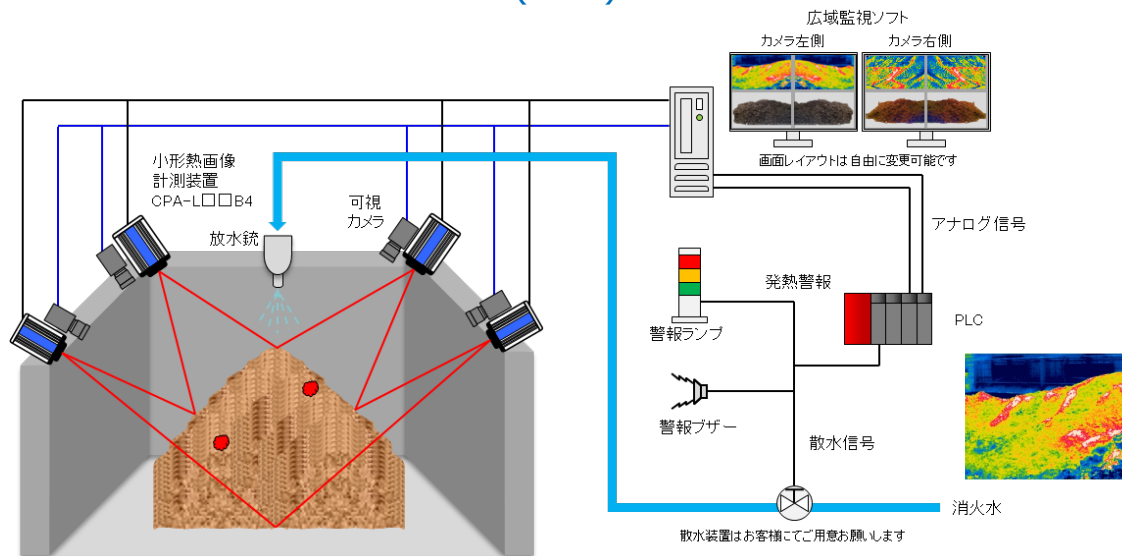 広域監視ソフト
カメラ左側
カメラ右側
画面レイアウトは 自由に変更可能です
小形熱画像
計測装置
CPA-L□□B4
可視
カメラ
放水銃
アナログ信号
発熱警報
警報ランプ
PLC
警報ブザー
散水信号
消火水
散水装置はお客様にてご用意お願いします